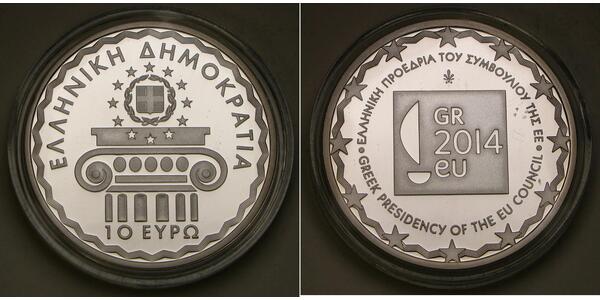 ΕΛΛΗΝΙΚΗ ΔΗΜΟΚΡΑΤΙΑ
10 ΕΥΡΩ
ΕΛΛΗΝΙΚΗ ΠΡΟΕΔΡΙΑ ΤΟΥ ΣΥΜΒΟΥΛΙΟΥ ΤΗΣ ΕΕ
GR
2014
eu
GREEK PRESIDENCY OF THE EU COUNCIL